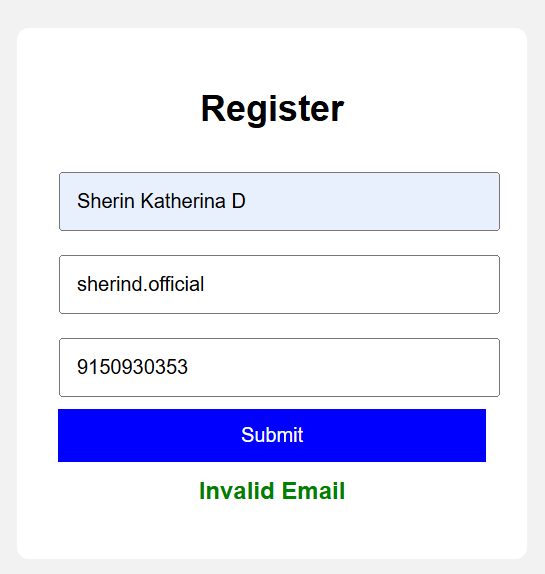 Register
Sherin Katherina D
sherind.official
9150930353
Submit
Invalid Email